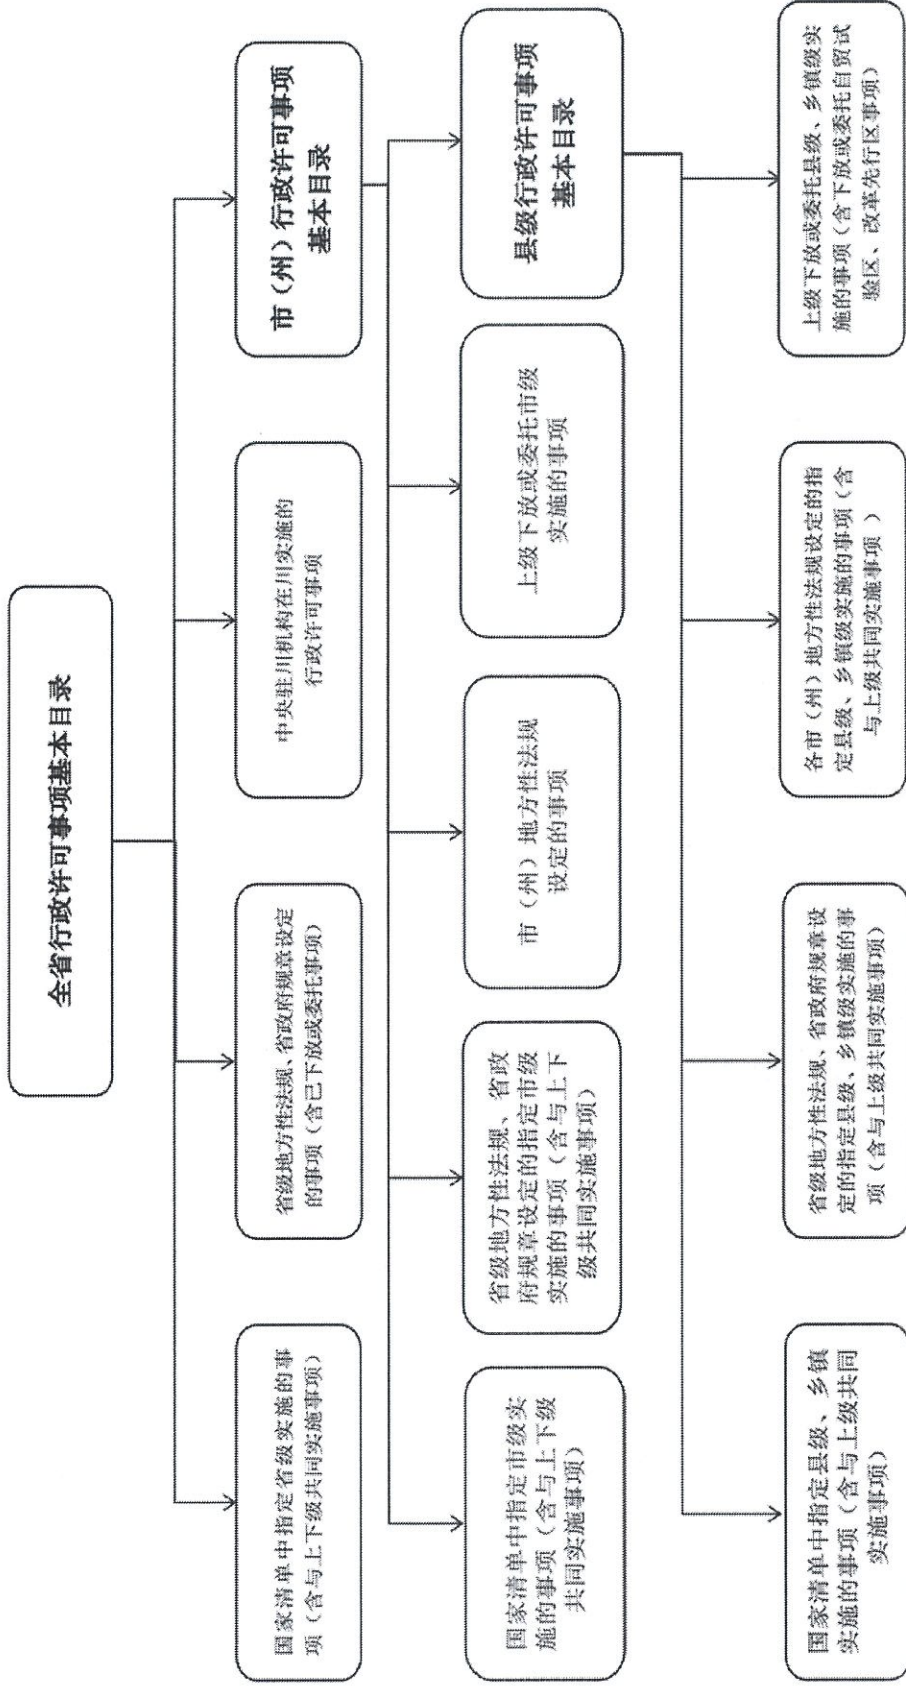 全省行政许可事项基本目录
国家清单中指定省级实施的事
项（含与上下级共同实施事项）
省级地方性法规、省政府规章设定
的事项（含已下放或委托事项）
中央驻川机构在川实施的
行政许可事项
市（州）行政许可事项
基本目录
国家清单中指定市级实
施的事项（含与上下级
共同实施事项）
省级地方性法规、省政
府规章设定的指定市级
实施的事项（含与上下
级共同实施事项）
市（州）地方性法规
设定的事项
上级下放或委托市级
实施的事项
县级行政许可事项
基本目录
国家清单中指定县级、乡镇
实施的事项（含与上级共同
实施事项）
省级地方性法规、省政府规章设
定的指定县级、乡镇级实施的事
项（含与上级共同实施事项）
各市（州）地方性法规设定的指
定县级、乡镇级实施的事项（含
与上级共同实施事项）
上级下放或委托县级、乡镇级实
施的事项（含下放或委托自贸试
验区、改革先行区事项）